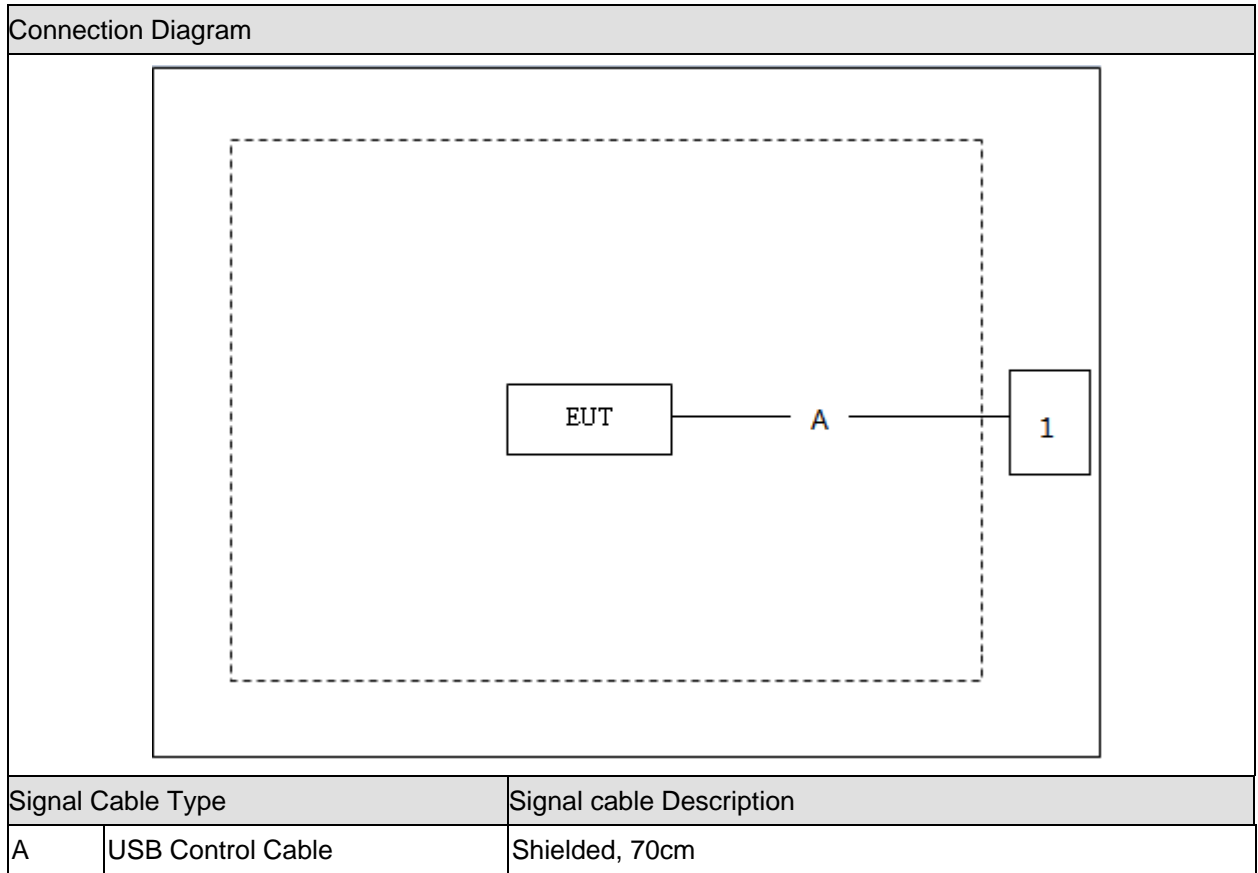 Connection Diagram
EUT A 1
Signal Cable Type Signal cable Description
A USB Control Cable Shielded, 70cm